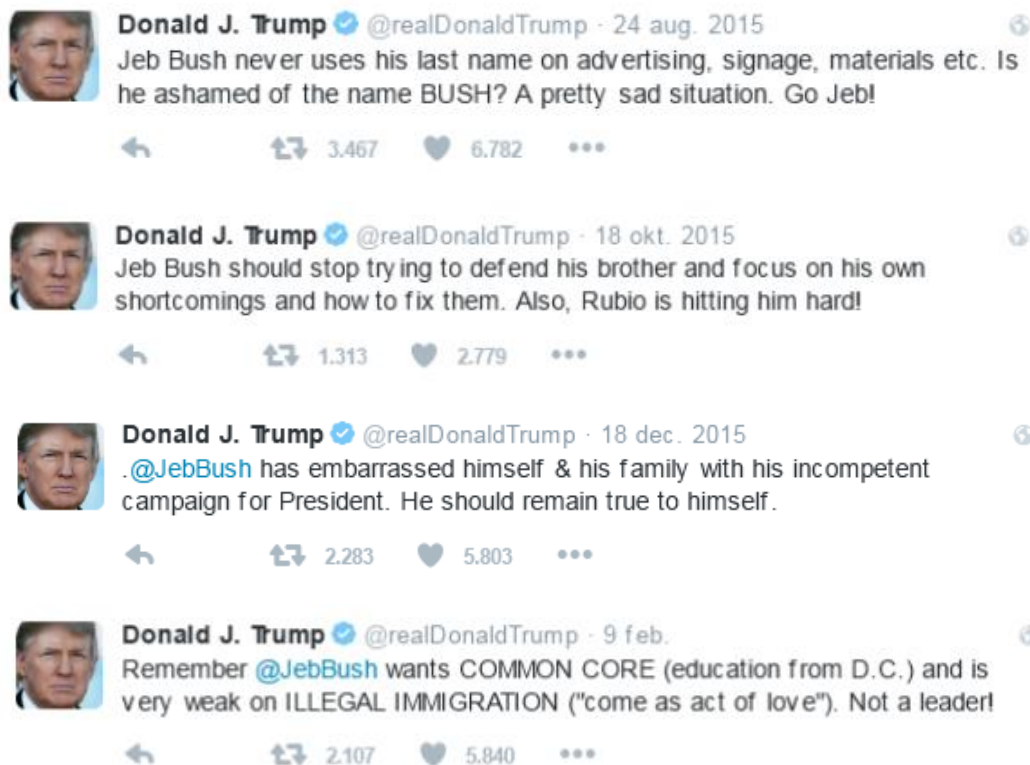 Donald J. Trump @realDonaldTrump · 24 aug. 2015
Jeb Bush never uses his last name on advertising, signage, materials etc. Is
he ashamed of the name BUSH? A pretty sad situation. Go Jeb!
3.467 6.782
Donald J. Trump @realDonaldTrump · 18 okt. 2015
Jeb Bush should stop trying to defend his brother and focus on his own
shortcomings and how to fix them. Also, Rubio is hitting him hard!
1.313 2.779
Donald J. Trump @realDonaldTrump · 18 dec. 2015
.@JebBush has embarrassed himself & his family with his incompetent
campaign for President. He should remain true to himself.
2.283 5.803
Donald J. Trump @realDonaldTrump · 9 feb.
Remember @JebBush wants COMMON CORE (education from D.C.) and is
very weak on ILLEGAL IMMIGRATION ("come as act of love"). Not a leader!
2.107 5.840